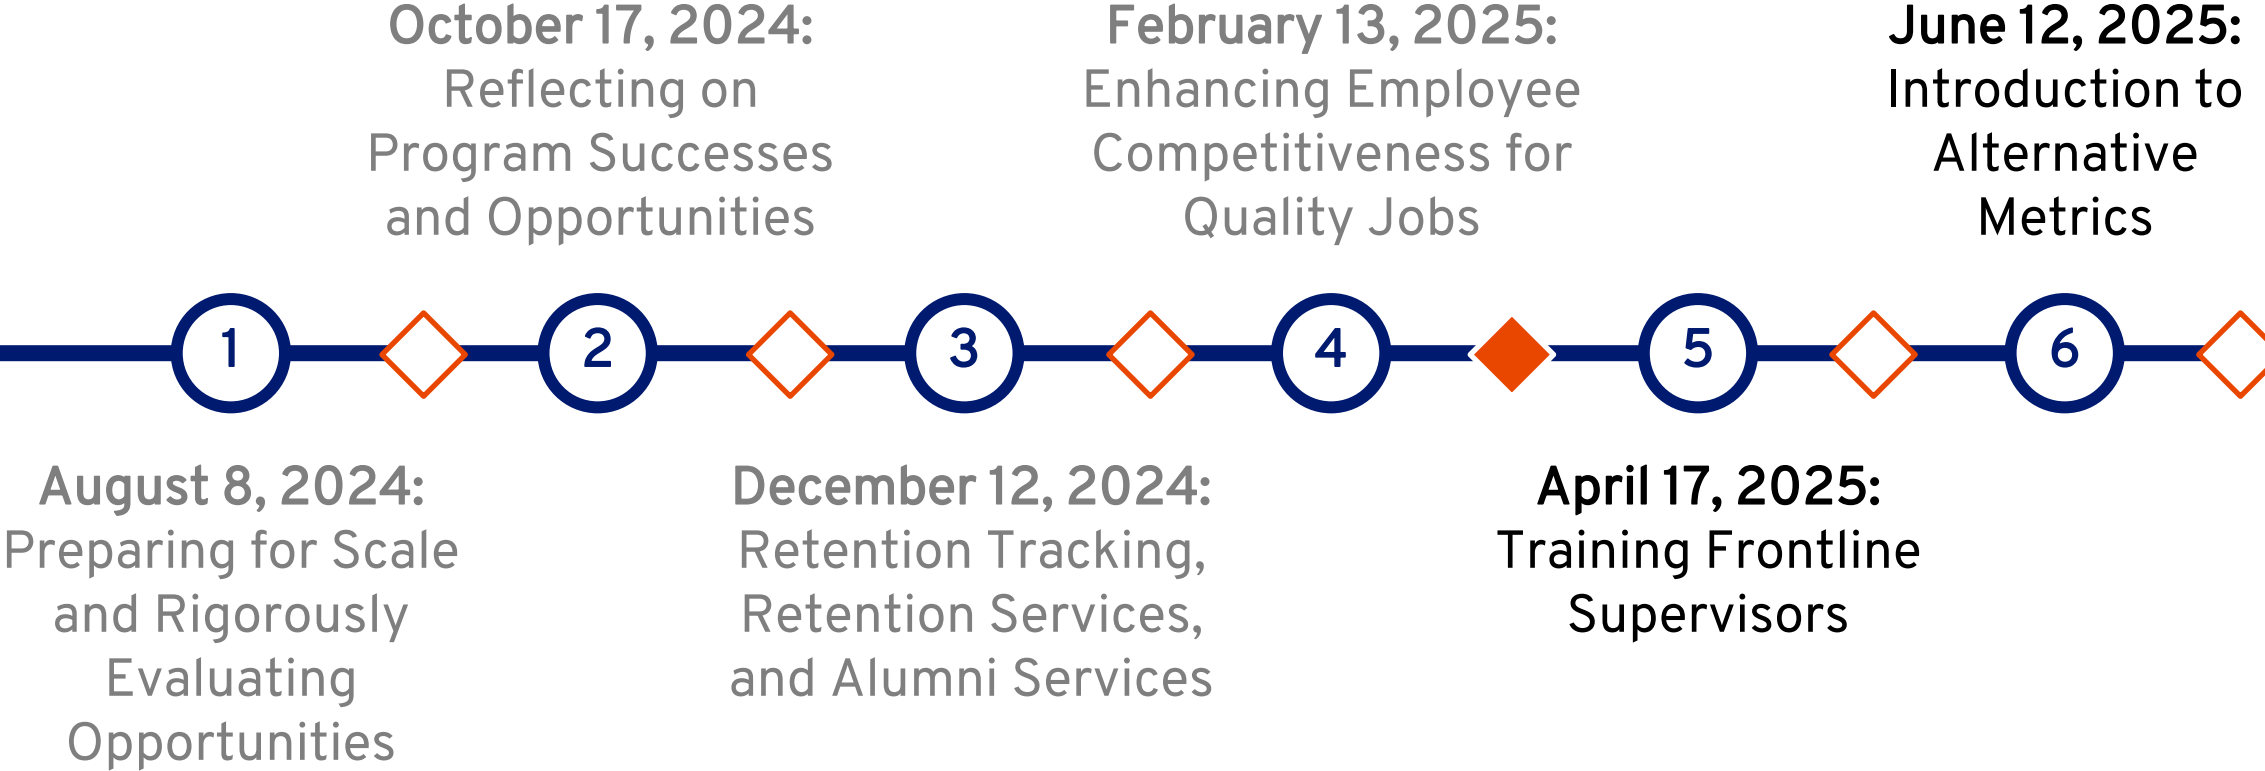 October 17, 2024:
Reflecting on
Program Successes
and Opportunities
February 13, 2025:
Enhancing Employee
Competitiveness for
Quality Jobs
June 12, 2025:
Introduction to
Alternative
Metrics
1
2
3
4
5
6
August 8, 2024:
Preparing for Scale
and Rigorously
Evaluating
Opportunities
December 12, 2024:
Retention Tracking,
Retention Services,
and Alumni Services
April 17, 2025:
Training Frontline
Supervisors